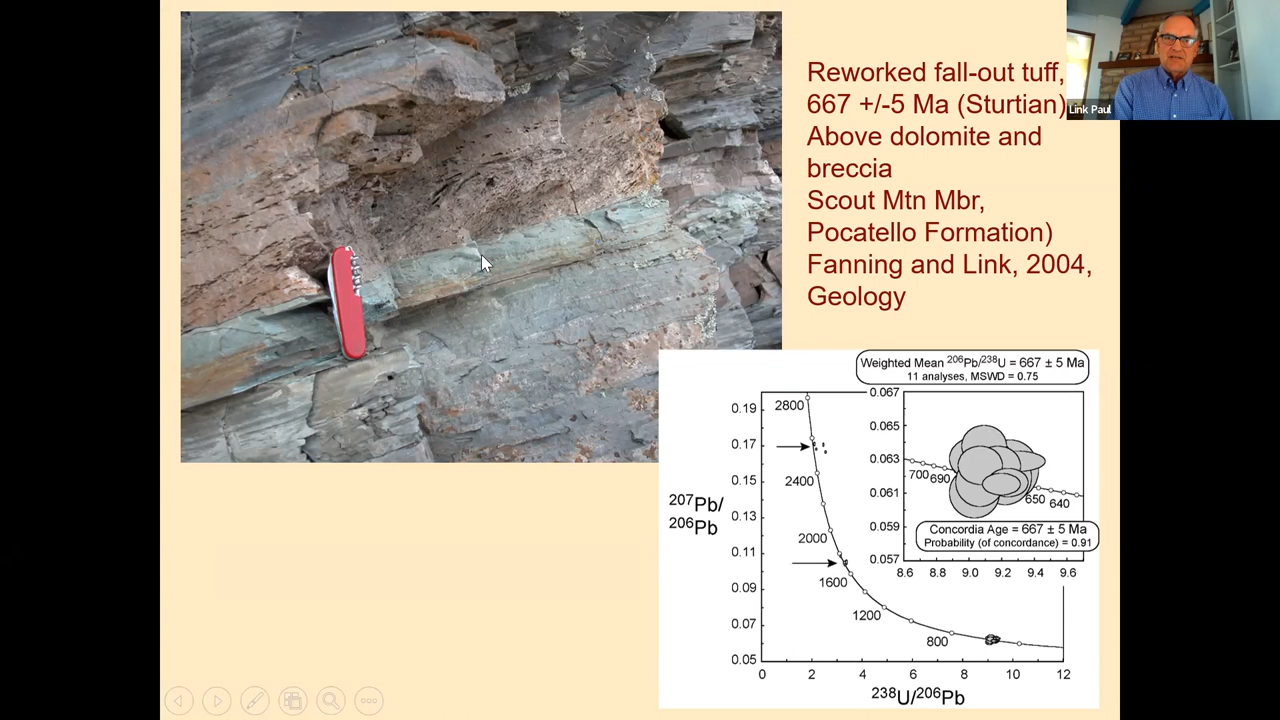 Reworked fall-out tuff,
667 +/-5 Ma (Sturtian)
Above dolomite and
breccia
Scout Mtn Mbr,
Pocatello Formation)
Fanning and Link, 2004,
Geology
Link Paul
Weighted Mean ²⁰⁶Pb/²³⁸U = 667 ± 5 Ma
11 analyses, MSWD = 0.75
0.19
0.17
0.15
0.13
0.11
0.09
0.07
0.05
²⁰⁷Pb/
²⁰⁶Pb
2800
2400
2000
1600
1200
800
0
2
4
6
8
10
12
²³⁸U/²⁰⁶Pb
0.067
0.065
0.063
0.061
0.059
0.057
700
690
650
640
Concordia Age = 667 ± 5 Ma
Probability (of concordance) = 0.91
8.6
8.8
9.0
9.2
9.4
9.6